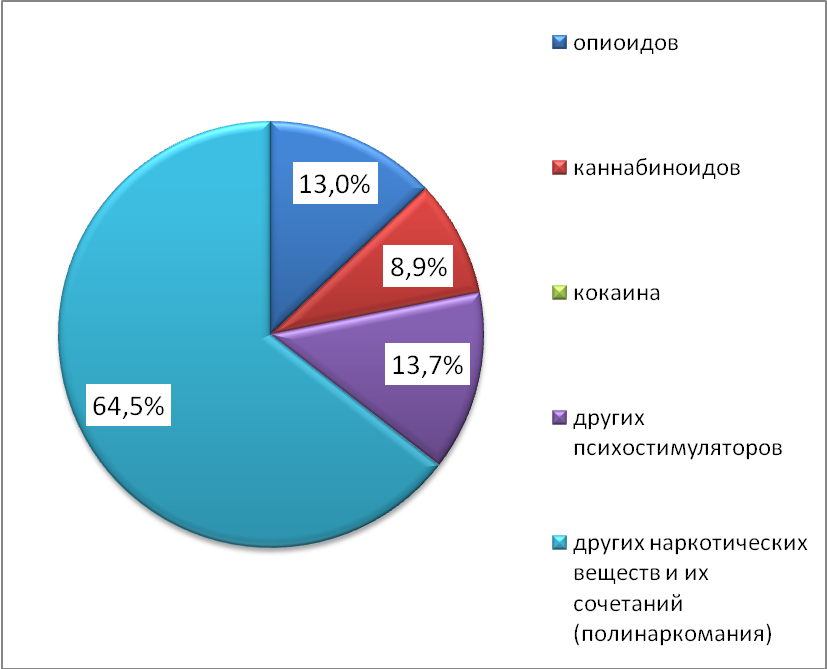 13,0%
8,9%
13,7%
64,5%
опиоидов
каннабиноидов
кокаина
других
психостимуляторов
других наркотических
веществ и их
сочетаний
(полинаркомания)